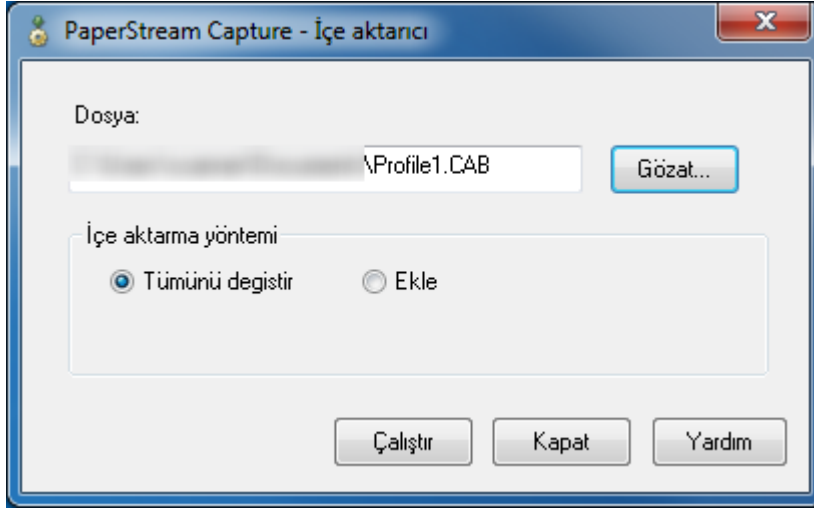 PaperStream Capture - İçe aktarıcı
Dosya:
\Profile1.CAB
Gözat...
İçe aktarma yöntemi
Tümünü degistir
Ekle
Çalıştır
Kapat
Yardım